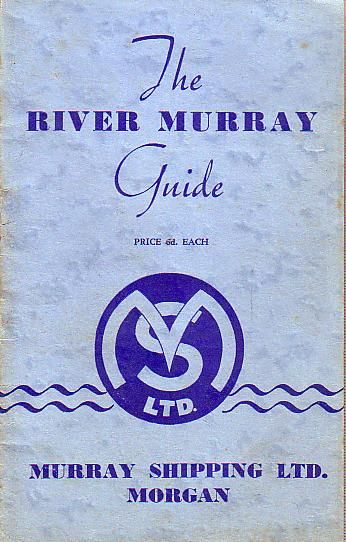 The
RIVER MURRAY
Guide
PRICE 6d. EACH
MS
LTD.
MURRAY SHIPPING LTD.
MORGAN